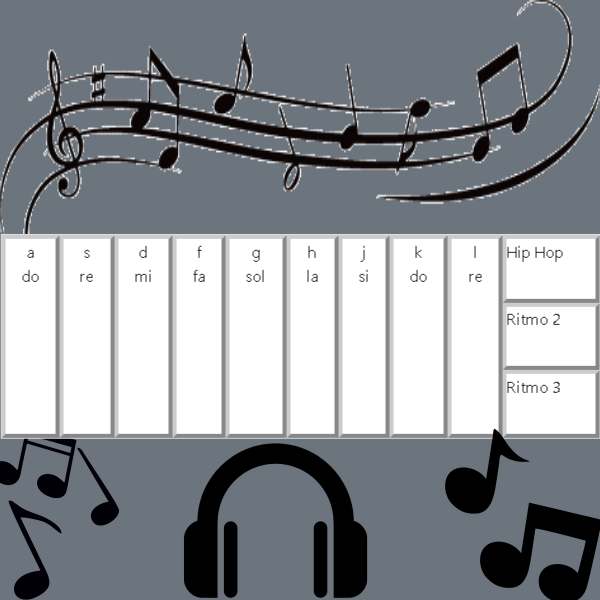 a s d f g h j k l Hip Hop
do re mi fa sol la si do re
Ritmo 2
Ritmo 3